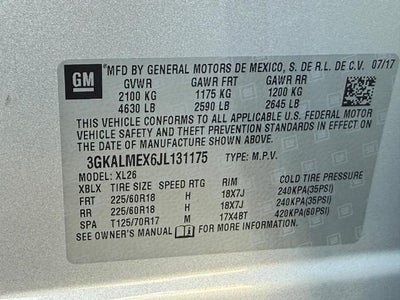 GM MFD BY GENERAL MOTORS DE MEXICO, S. DE R.L. DE C.V. 07/17
GVWR GAWR FRT GAWR RR
2100 KG 1175 KG 1200 KG
4630 LB 2590 LB 2645 LB
THIS VEHICLE CONFORMS TO ALL APPLICABLE U.S. FEDERAL MOTOR
VEHICLE SAFETY, BUMPER, AND THEFT PREVENTION STANDARDS IN EFFECT ON
THE DATE OF MANUFACTURE SHOWN ABOVE.
3GKALMEX6JL131175 TYPE: M.P.V.
MODEL: XL26
XBLX TIRE SIZE SPEED RTG RIM COLD TIRE PRESSURE
FRT 225/60R18 H 18X7J 240KPA(35PSI)
RR 225/60R18 H 18X7J 240KPA(35PSI)
SPA T125/70R17 M 17X4BT 420KPA(60PSI)
SEE OWNER'S MANUAL FOR ADDITIONAL INFORMATION.